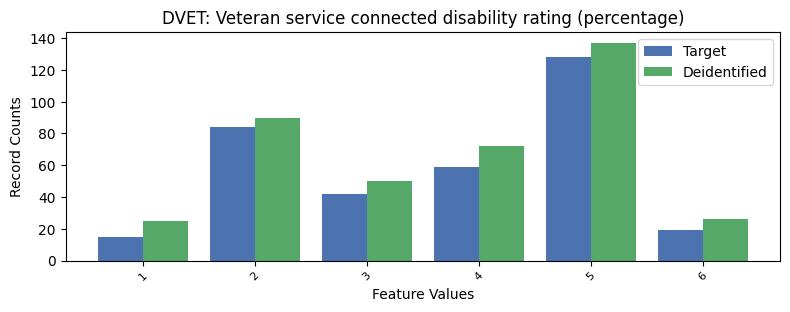 DVET: Veteran service connected disability rating (percentage)
140
120
100
80
60
40
20
0
Record Counts
Target
Deidentified
1 2 3 4 5 6
Feature Values